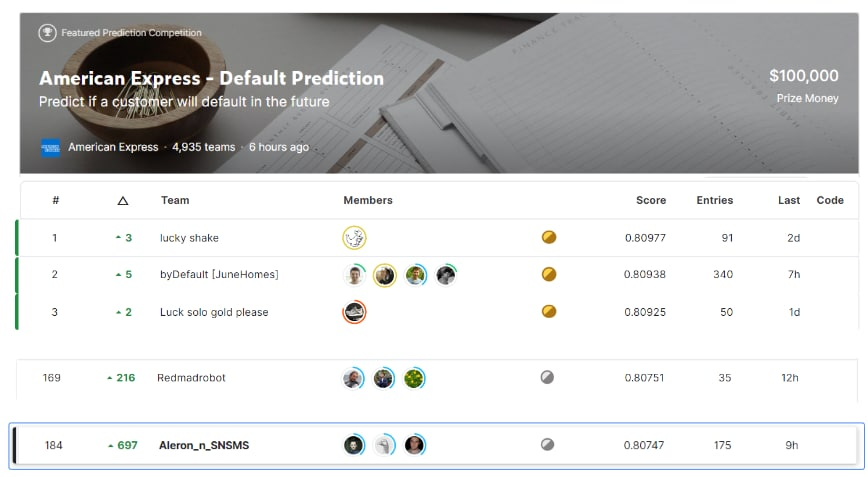 Featured Prediction Competition
American Express - Default Prediction
$100,000
Predict if a customer will default in the future
Prize Money
American Express · 4,935 teams · 6 hours ago
# △ Team Members Score Entries Last Code
1 3 lucky shake 0.80977 91 2d
2 5 byDefault [JuneHomes] 0.80938 340 7h
3 2 Luck solo gold please 0.80925 50 1d
169 216 Redmadrobot 0.80751 35 12h
184 697 Aleron_n_SNSMS 0.80747 175 9h